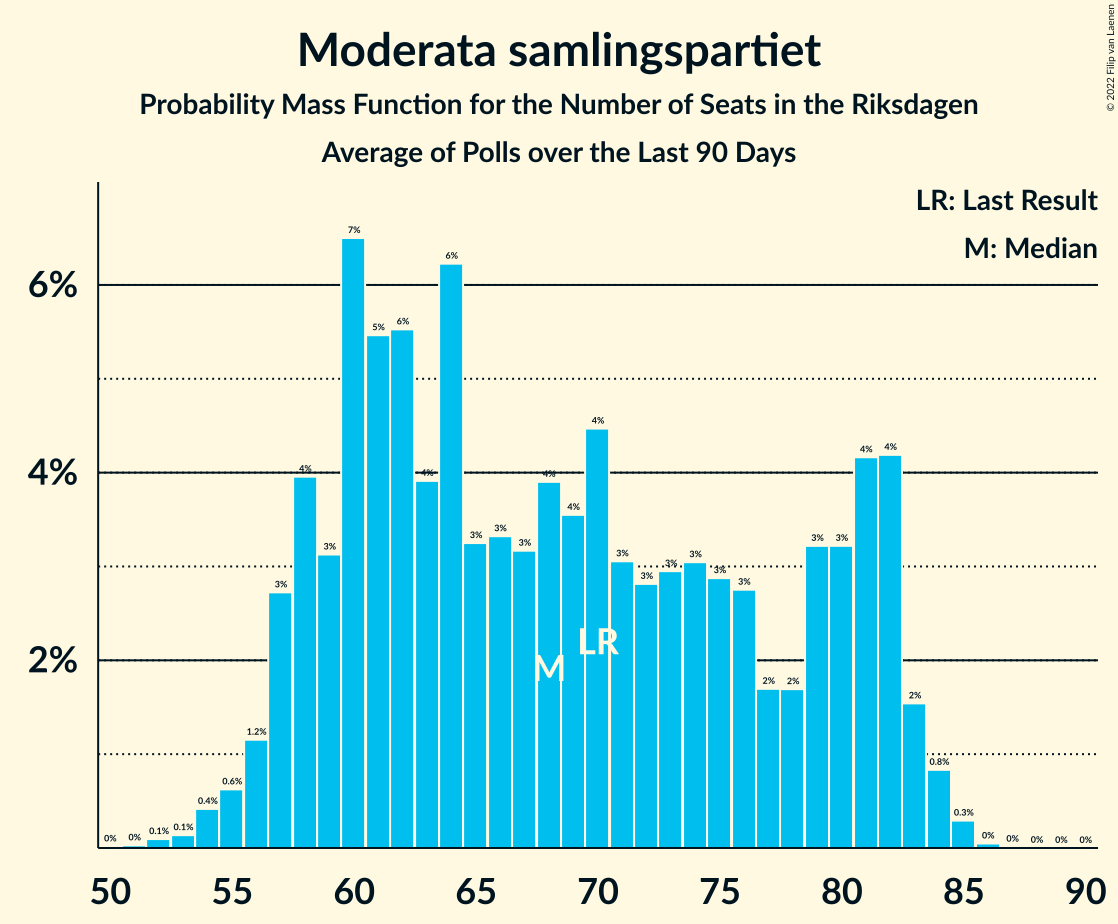 Moderata samlingspartiet
Probability Mass Function for the Number of Seats in the Riksdagen
Average of Polls over the Last 90 Days
© 2022 Filip van Laenen
LR: Last Result
M: Median
6%
4%
2%
0% 0% 0.1% 0.1% 0.4% 0.6% 1.2% 3% 4% 3% 7% 5% 6% 4% 6% 3% 3% 3% 4% 4% 4% 3% 3% 3% 3% 3% 3% 2% 2% 3% 3% 4% 4% 2% 0.8% 0.3% 0% 0% 0% 0% 0%
M
LR
50 55 60 65 70 75 80 85 90